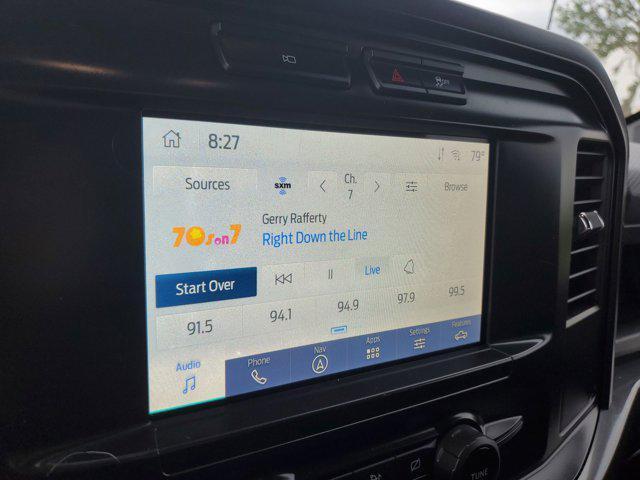 OFF
8:27
79°
Sources
sxm
Ch.
7
Browse
70s on 7
Gerry Rafferty
Right Down the Line
Start Over
Live
91.5
94.1
94.9
97.9
99.5
Audio
Phone
Nav
Apps
Settings
Features
TUNE